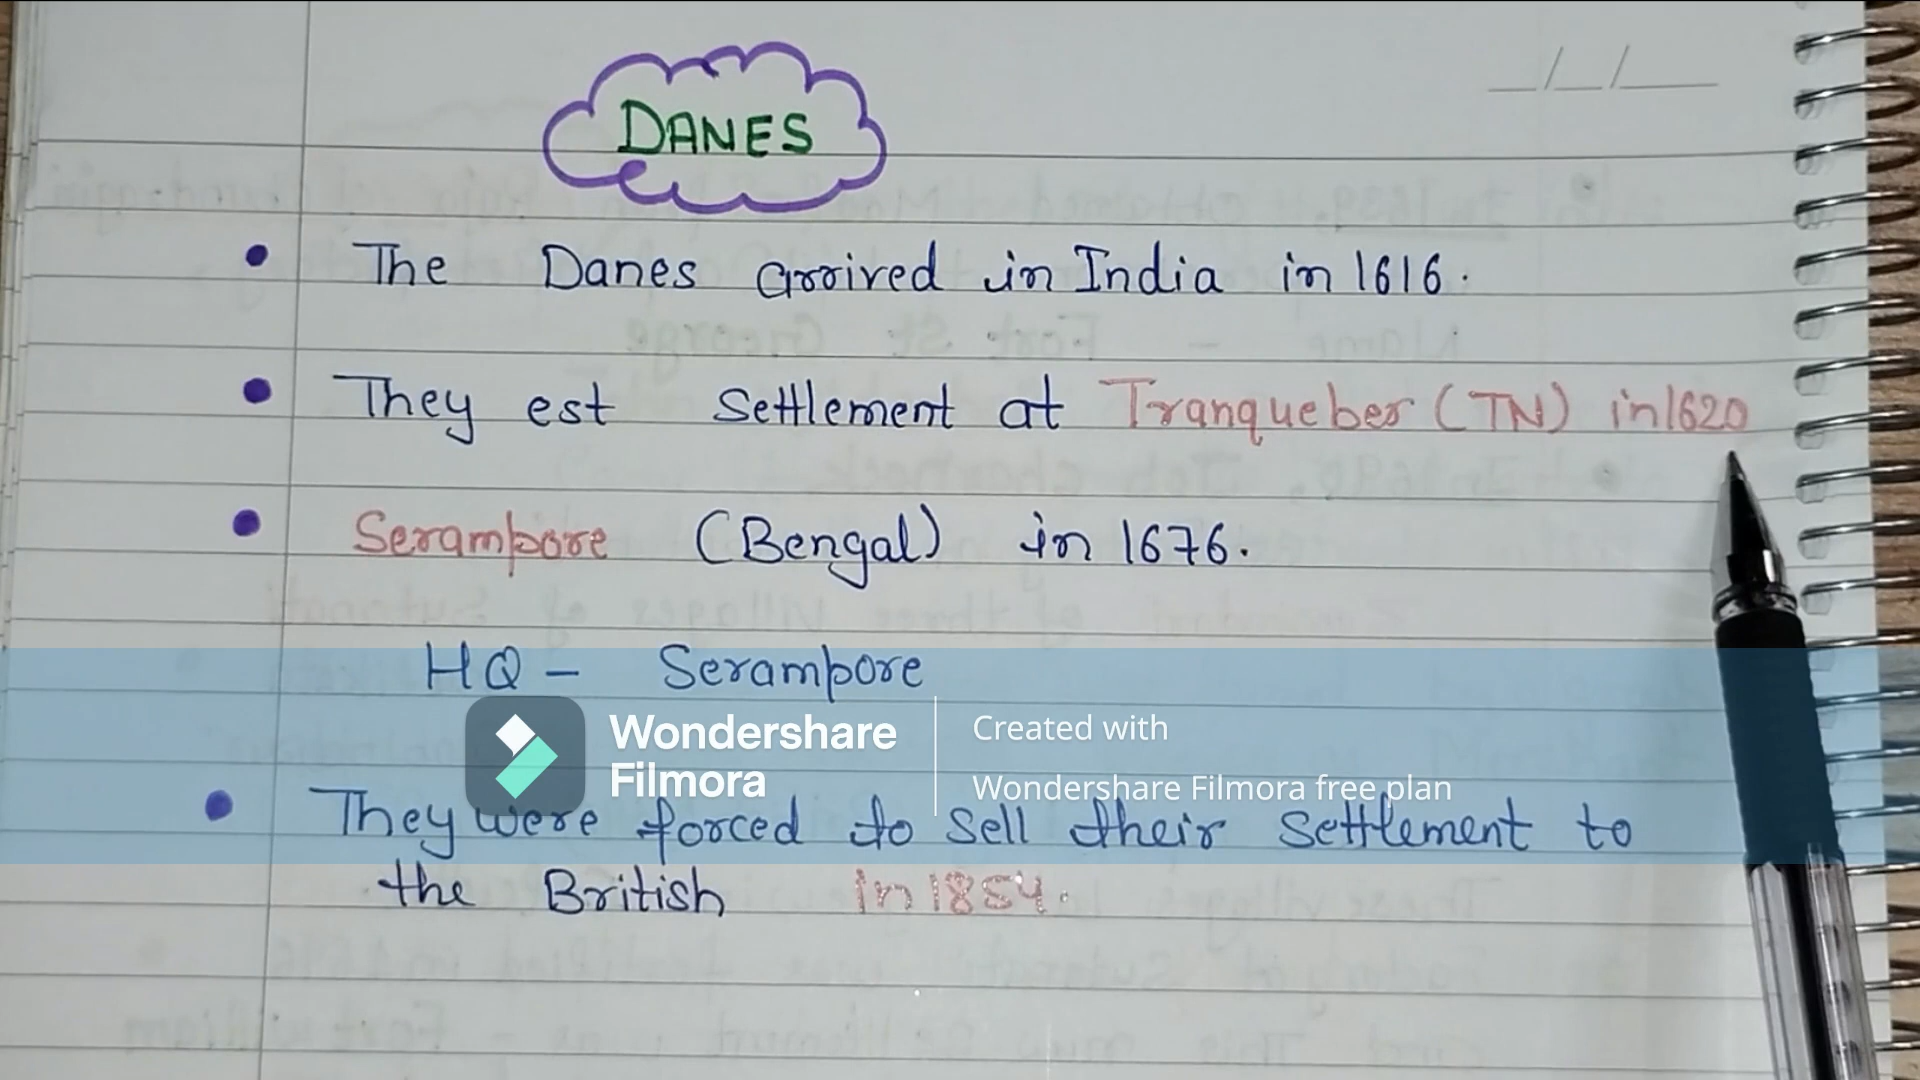 DANES
The Danes arrived in India in 1616.
They est settlement at Tranqueber (TN) in 1620
Serampore (Bengal) in 1676.
HQ - Serampore
Wondershare Filmora
Created with
Wondershare Filmora free plan
They were forced to sell their settlement to
the British in 1854.